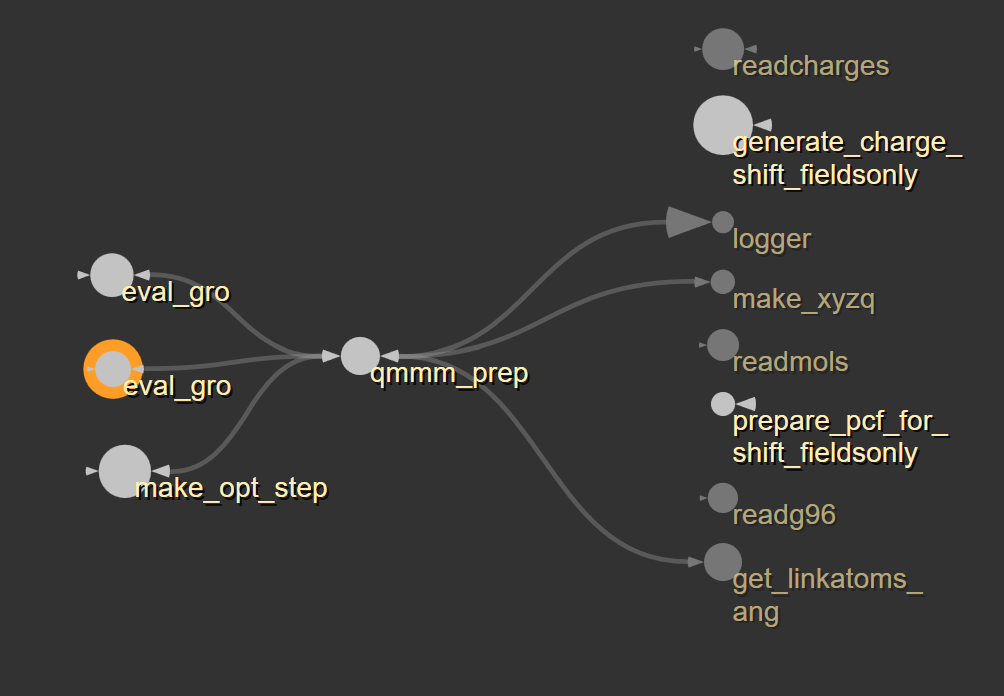 readcharges
generate_charge_
shift_fieldsonly
logger
eval_gro
make_xyzq
qmmm_prep
readmols
eval_gro
prepare_pcf_for_
shift_fieldsonly
make_opt_step
readg96
get_linkatoms_
ang